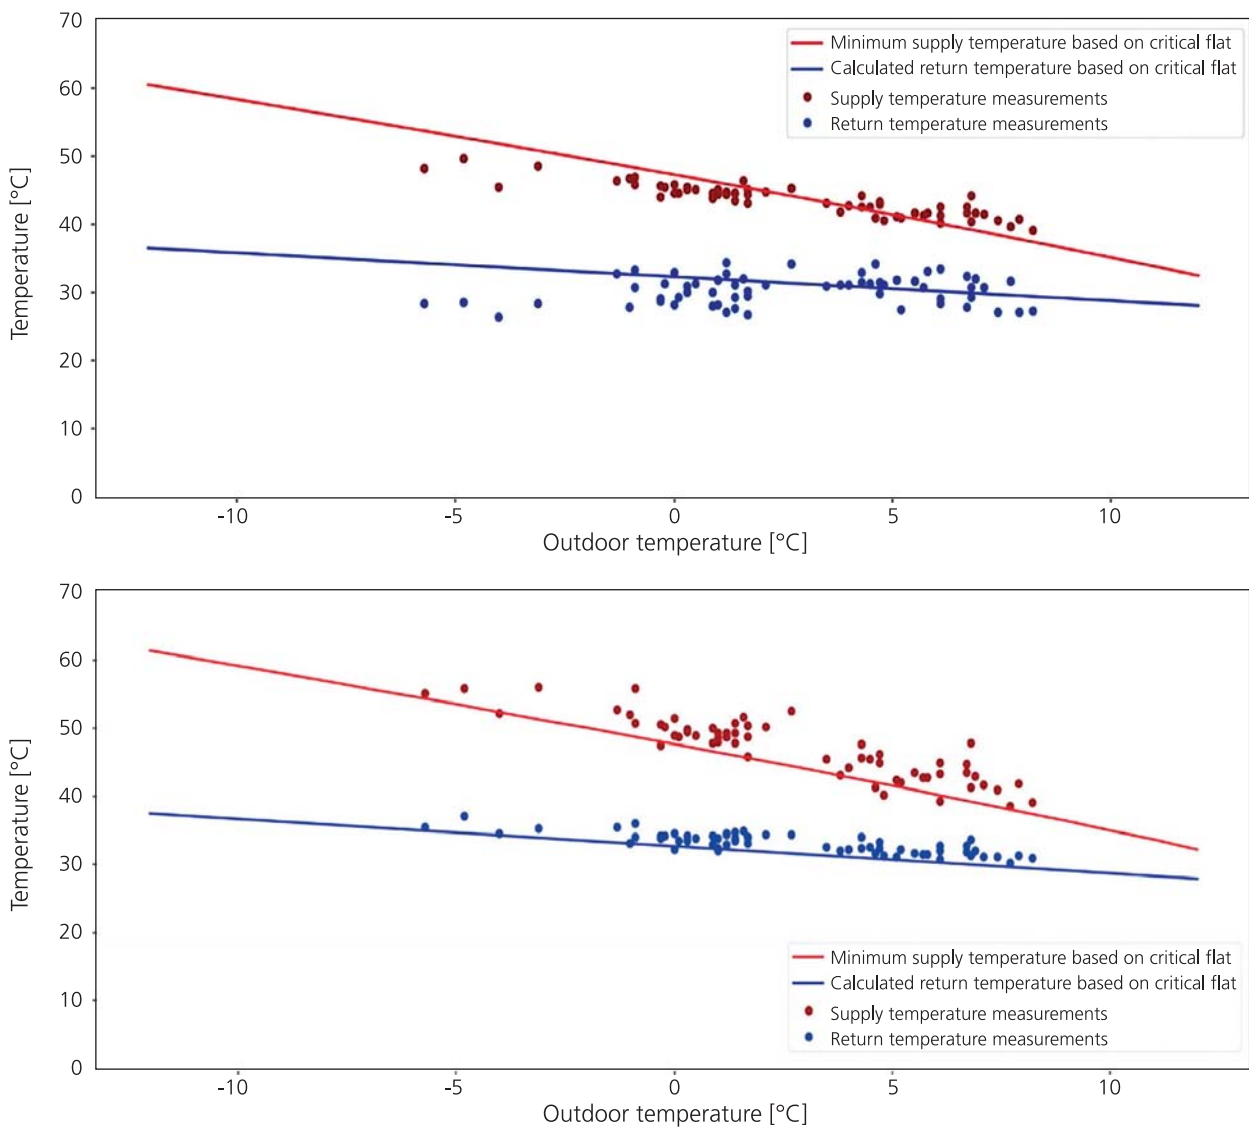 70
60
50
40
30
20
10
0
Temperature [°C]
Minimum supply temperature based on critical flat
Calculated return temperature based on critical flat
Supply temperature measurements
Return temperature measurements
-10 -5 0 5 10
Outdoor temperature [°C]
70
60
50
40
30
20
10
0
Temperature [°C]
Minimum supply temperature based on critical flat
Calculated return temperature based on critical flat
Supply temperature measurements
Return temperature measurements
-10 -5 0 5 10
Outdoor temperature [°C]